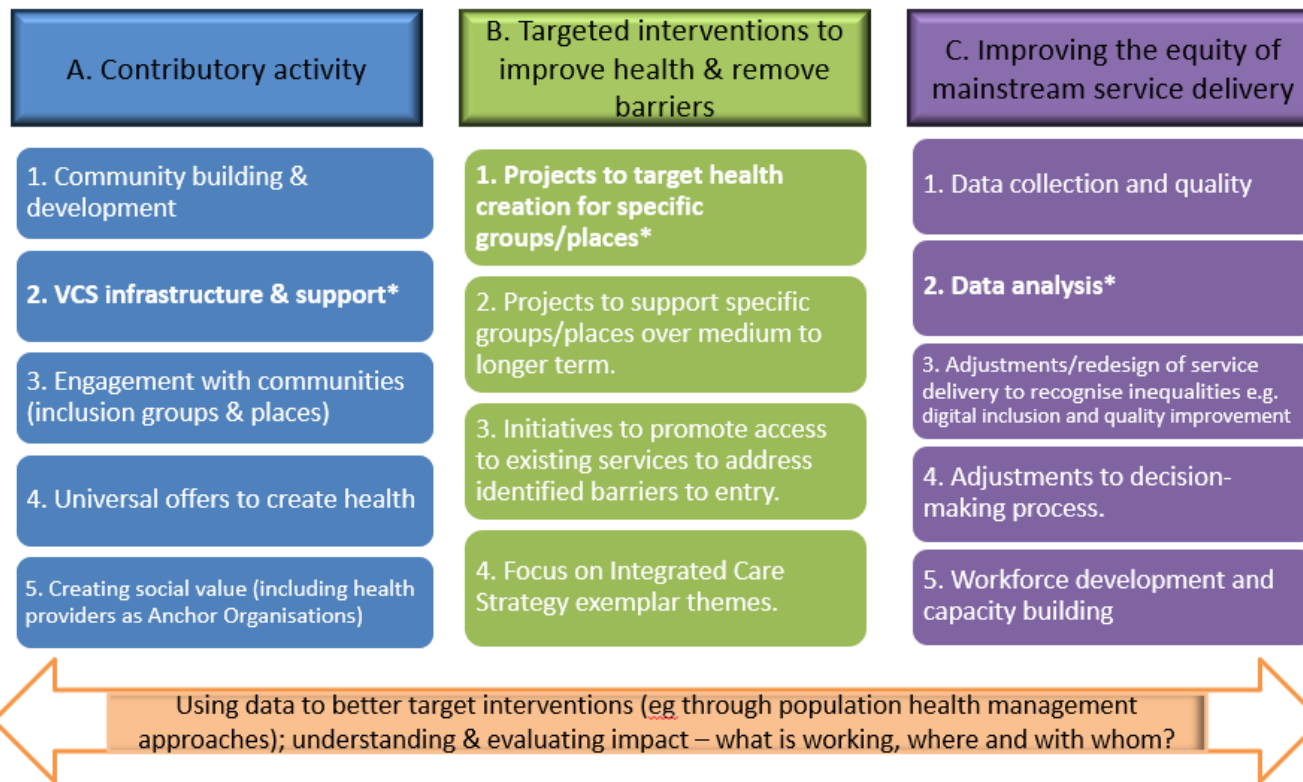 A. Contributory activity
1. Community building &
development
2. VCS infrastructure & support*
3. Engagement with communities
(inclusion groups & places)
4. Universal offers to create health
5. Creating social value (including health
providers as Anchor Organisations)
B. Targeted interventions to
improve health & remove
barriers
1. Projects to target health
creation for specific
groups/places*
2. Projects to support specific
groups/places over medium to
longer term.
3. Initiatives to promote access
to existing services to address
identified barriers to entry.
4. Focus on Integrated Care
Strategy exemplar themes.
C. Improving the equity of
mainstream service delivery
1. Data collection and quality
2. Data analysis*
3. Adjustments/redesign of service
delivery to recognise inequalities e.g.
digital inclusion and quality improvement
4. Adjustments to decision-
making process.
5. Workforce development and
capacity building
Using data to better target interventions (eg through population health management
approaches); understanding & evaluating impact – what is working, where and with whom?